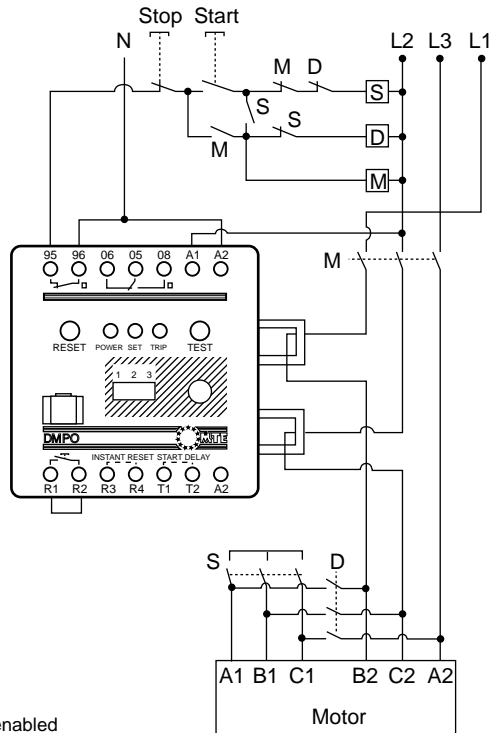 Stop Start
N L2 L3 L1
M D
S
S
S
M
D
M
95 96 06 05 08 A1 A2
M
RESET POWER SET TRIP TEST
1 2 3
DMPO MTE
INSTANT RESET START DELAY
R1 R2 R3 R4 T1 T2 A2
S D
A1 B1 C1 B2 C2 A2
Motor
enabled